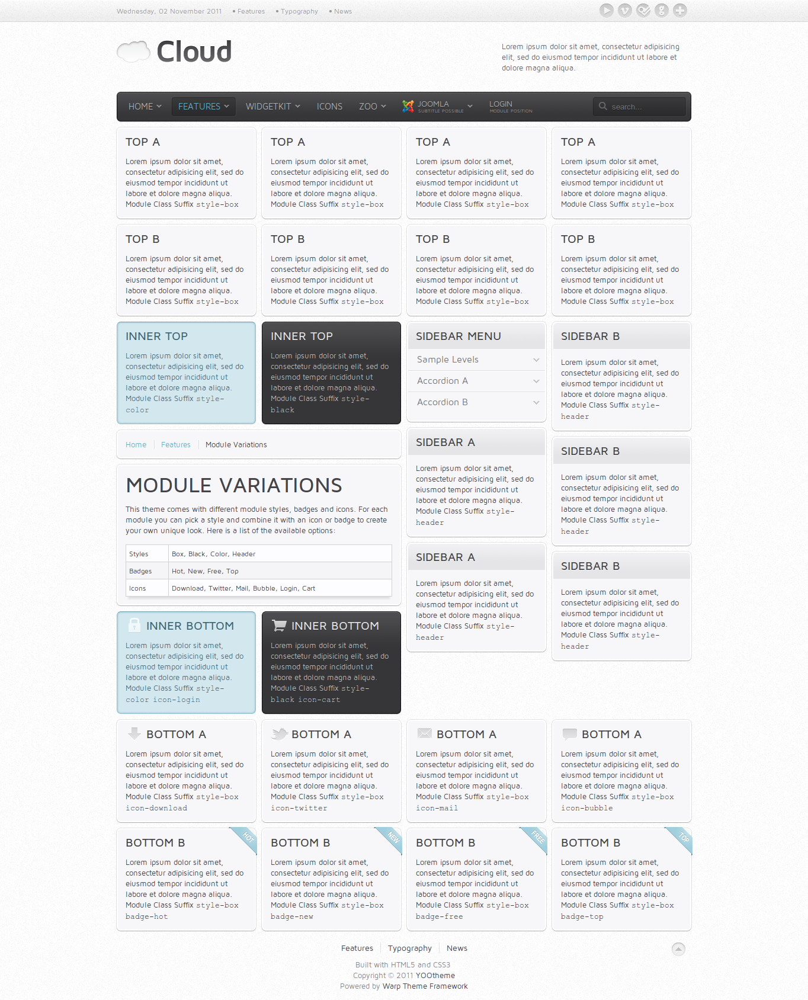 Wednesday, 02 November 2011 • Features • Typography • News
Cloud
Lorem ipsum dolor sit amet, consectetur adipisicing
elit, sed do eiusmod tempor incididunt ut labore et
dolore magna aliqua.
HOME FEATURES WIDGETKIT ICONS ZOO JOOMLA SUBTITLE POSSIBLE LOGIN MODULE POSITION search...
TOP A
Lorem ipsum dolor sit amet,
consectetur adipisicing elit, sed do
eiusmod tempor incididunt ut
labore et dolore magna aliqua.
Module Class Suffix style-box
TOP A
Lorem ipsum dolor sit amet,
consectetur adipisicing elit, sed do
eiusmod tempor incididunt ut
labore et dolore magna aliqua.
Module Class Suffix style-box
TOP A
Lorem ipsum dolor sit amet,
consectetur adipisicing elit, sed do
eiusmod tempor incididunt ut
labore et dolore magna aliqua.
Module Class Suffix style-box
TOP A
Lorem ipsum dolor sit amet,
consectetur adipisicing elit, sed do
eiusmod tempor incididunt ut
labore et dolore magna aliqua.
Module Class Suffix style-box
TOP B
Lorem ipsum dolor sit amet,
consectetur adipisicing elit, sed do
eiusmod tempor incididunt ut
labore et dolore magna aliqua.
Module Class Suffix style-box
TOP B
Lorem ipsum dolor sit amet,
consectetur adipisicing elit, sed do
eiusmod tempor incididunt ut
labore et dolore magna aliqua.
Module Class Suffix style-box
TOP B
Lorem ipsum dolor sit amet,
consectetur adipisicing elit, sed do
eiusmod tempor incididunt ut
labore et dolore magna aliqua.
Module Class Suffix style-box
TOP B
Lorem ipsum dolor sit amet,
consectetur adipisicing elit, sed do
eiusmod tempor incididunt ut
labore et dolore magna aliqua.
Module Class Suffix style-box
INNER TOP
Lorem ipsum dolor sit amet,
consectetur adipisicing elit, sed do
eiusmod tempor incididunt ut
labore et dolore magna aliqua.
Module Class Suffix style-
color
INNER TOP
Lorem ipsum dolor sit amet,
consectetur adipisicing elit, sed do
eiusmod tempor incididunt ut
labore et dolore magna aliqua.
Module Class Suffix style-
black
Home Features Module Variations
MODULE VARIATIONS
This theme comes with different module styles, badges and icons. For each
module you can pick a style and combine it with an icon or badge to create
your own unique look. Here is a list of the available options:
Styles Box, Black, Color, Header
Badges Hot, New, Free, Top
Icons Download, Twitter, Mail, Bubble, Login, Cart
INNER BOTTOM
Lorem ipsum dolor sit amet,
consectetur adipisicing elit, sed do
eiusmod tempor incididunt ut
labore et dolore magna aliqua.
Module Class Suffix style-
color icon-login
INNER BOTTOM
Lorem ipsum dolor sit amet,
consectetur adipisicing elit, sed do
eiusmod tempor incididunt ut
labore et dolore magna aliqua.
Module Class Suffix style-
black icon-cart
SIDEBAR MENU
Sample Levels
Accordion A
Accordion B
SIDEBAR A
Lorem ipsum dolor sit amet,
consectetur adipisicing elit, sed do
eiusmod tempor incididunt ut
labore et dolore magna aliqua.
Module Class Suffix style-
header
SIDEBAR A
Lorem ipsum dolor sit amet,
consectetur adipisicing elit, sed do
eiusmod tempor incididunt ut
labore et dolore magna aliqua.
Module Class Suffix style-
header
SIDEBAR B
Lorem ipsum dolor sit amet,
consectetur adipisicing elit, sed do
eiusmod tempor incididunt ut
labore et dolore magna aliqua.
Module Class Suffix style-
header
SIDEBAR B
Lorem ipsum dolor sit amet,
consectetur adipisicing elit, sed do
eiusmod tempor incididunt ut
labore et dolore magna aliqua.
Module Class Suffix style-
header
SIDEBAR B
Lorem ipsum dolor sit amet,
consectetur adipisicing elit, sed do
eiusmod tempor incididunt ut
labore et dolore magna aliqua.
Module Class Suffix style-
header
BOTTOM A
Lorem ipsum dolor sit amet,
consectetur adipisicing elit, sed do
eiusmod tempor incididunt ut
labore et dolore magna aliqua.
Module Class Suffix style-box
icon-download
BOTTOM A
Lorem ipsum dolor sit amet,
consectetur adipisicing elit, sed do
eiusmod tempor incididunt ut
labore et dolore magna aliqua.
Module Class Suffix style-box
icon-twitter
BOTTOM A
Lorem ipsum dolor sit amet,
consectetur adipisicing elit, sed do
eiusmod tempor incididunt ut
labore et dolore magna aliqua.
Module Class Suffix style-box
icon-mail
BOTTOM A
Lorem ipsum dolor sit amet,
consectetur adipisicing elit, sed do
eiusmod tempor incididunt ut
labore et dolore magna aliqua.
Module Class Suffix style-box
icon-bubble
BOTTOM B HOT
Lorem ipsum dolor sit amet,
consectetur adipisicing elit, sed do
eiusmod tempor incididunt ut
labore et dolore magna aliqua.
Module Class Suffix style-box
badge-hot
BOTTOM B NEW
Lorem ipsum dolor sit amet,
consectetur adipisicing elit, sed do
eiusmod tempor incididunt ut
labore et dolore magna aliqua.
Module Class Suffix style-box
badge-new
BOTTOM B FREE
Lorem ipsum dolor sit amet,
consectetur adipisicing elit, sed do
eiusmod tempor incididunt ut
labore et dolore magna aliqua.
Module Class Suffix style-box
badge-free
BOTTOM B TOP
Lorem ipsum dolor sit amet,
consectetur adipisicing elit, sed do
eiusmod tempor incididunt ut
labore et dolore magna aliqua.
Module Class Suffix style-box
badge-top
Features Typography News
Built with HTML5 and CSS3
Copyright © 2011 YOOtheme
Powered by Warp Theme Framework